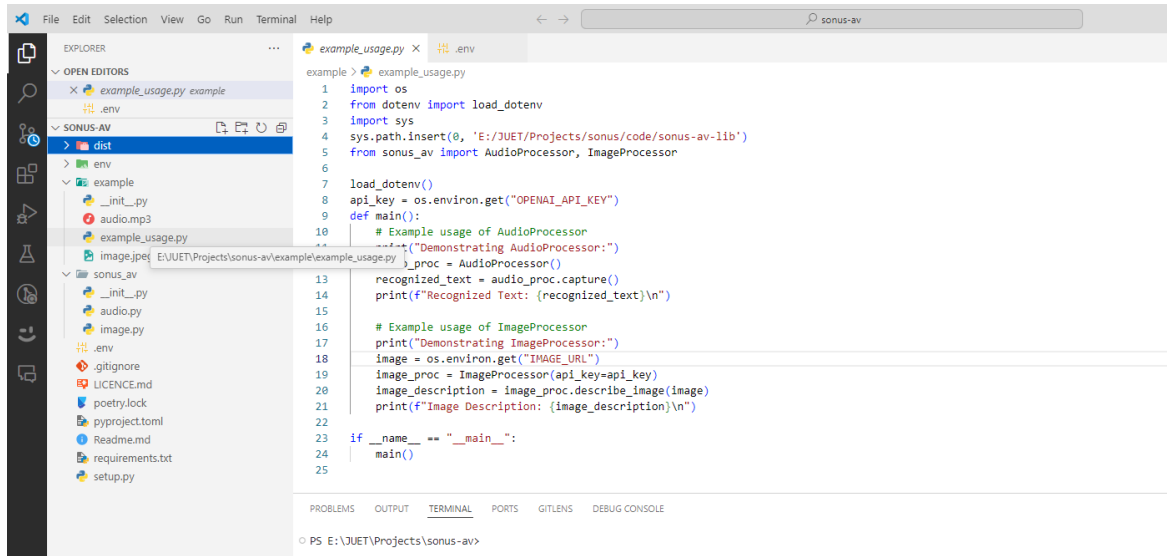 File Edit Selection View Go Run Terminal Help
sonus-av
EXPLORER
OPEN EDITORS
example_usage.py example
.env
SONUS-AV
dist
env
example
__init__.py
audio.mp3
example_usage.py
image.jpeg
E:\JUET\Projects\sonus-av\example\example_usage.py
sonus_av
__init__.py
audio.py
image.py
.env
.gitignore
LICENCE.md
poetry.lock
pyproject.toml
Readme.md
requirements.txt
setup.py
example_usage.py
.env
example > example_usage.py
1 import os
2 from dotenv import load_dotenv
3 import sys
4 sys.path.insert(0, 'E:/JUET/Projects/sonus/code/sonus-av-lib')
5 from sonus_av import AudioProcessor, ImageProcessor
6
7 load_dotenv()
8 api_key = os.environ.get("OPENAI_API_KEY")
9 def main():
10 # Example usage of AudioProcessor
11 print("Demonstrating AudioProcessor:")
o_proc = AudioProcessor()
13 recognized_text = audio_proc.capture()
14 print(f"Recognized Text: {recognized_text}\n")
15
16 # Example usage of ImageProcessor
17 print("Demonstrating ImageProcessor:")
18 image = os.environ.get("IMAGE_URL")
19 image_proc = ImageProcessor(api_key=api_key)
20 image_description = image_proc.describe_image(image)
21 print(f"Image Description: {image_description}\n")
22
23 if __name__ == "__main__":
24 main()
25
PROBLEMS OUTPUT TERMINAL PORTS GITLENS DEBUG CONSOLE
PS E:\JUET\Projects\sonus-av>